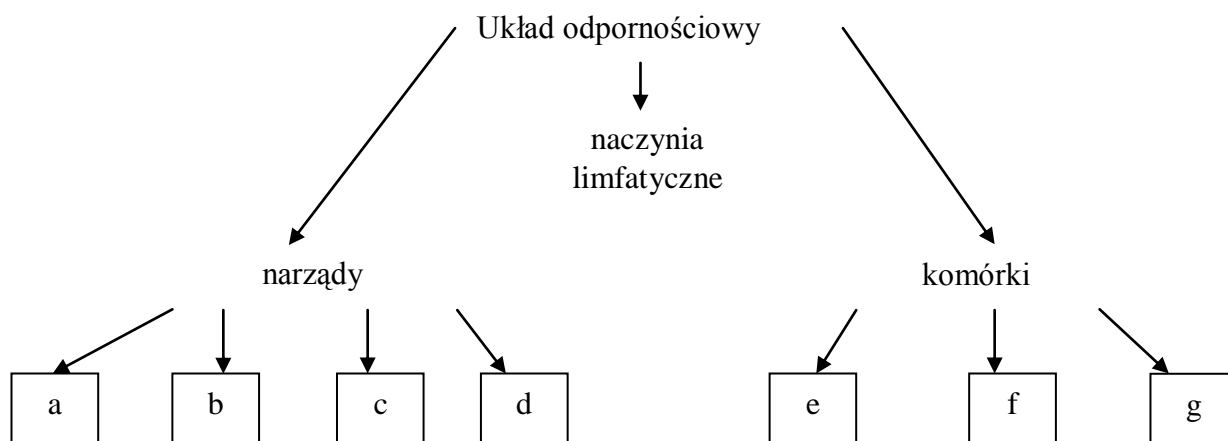 Układ odpornościowy
naczynia
limfatyczne
narządy
komórki
a
b
c
d
e
f
g